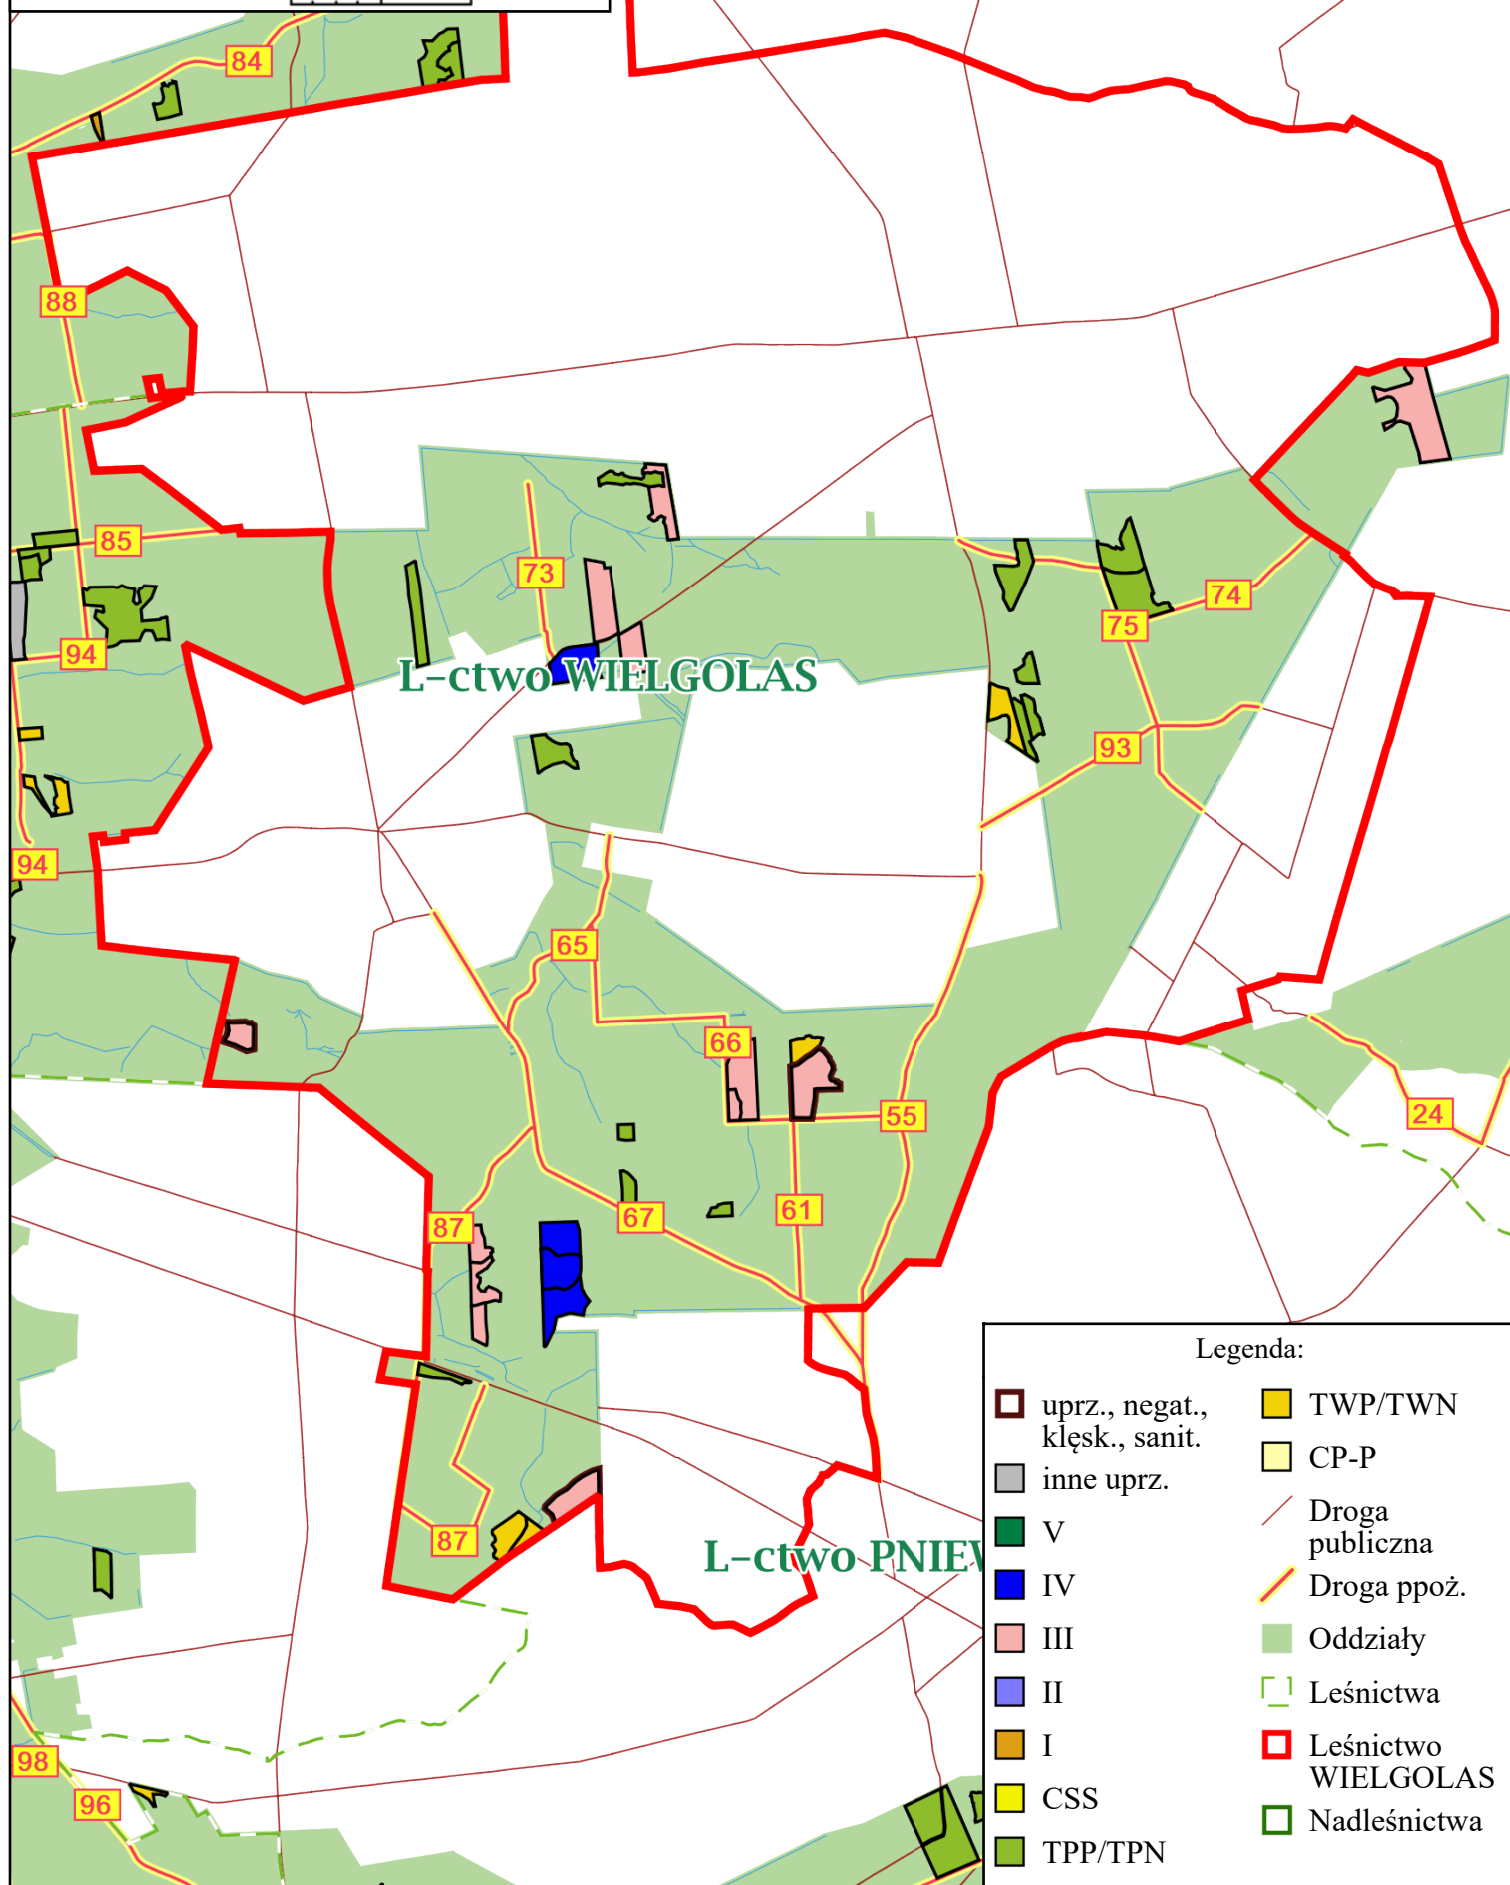 84
88
85
73
94
74
75
L-ctwo WIELGOLAS
93
94
65
66
55
24
61
67
87
87
L-ctwo PNIEW
98
96
Legenda:
uprz., negat.,
klęsk., sanit.
inne uprz.
V
IV
III
II
I
CSS
TPP/TPN
TWP/TWN
CP-P
Droga
publiczna
Droga ppoż.
Oddziały
Leśnictwa
Leśnictwo
WIELGOLAS
Nadleśnictwa